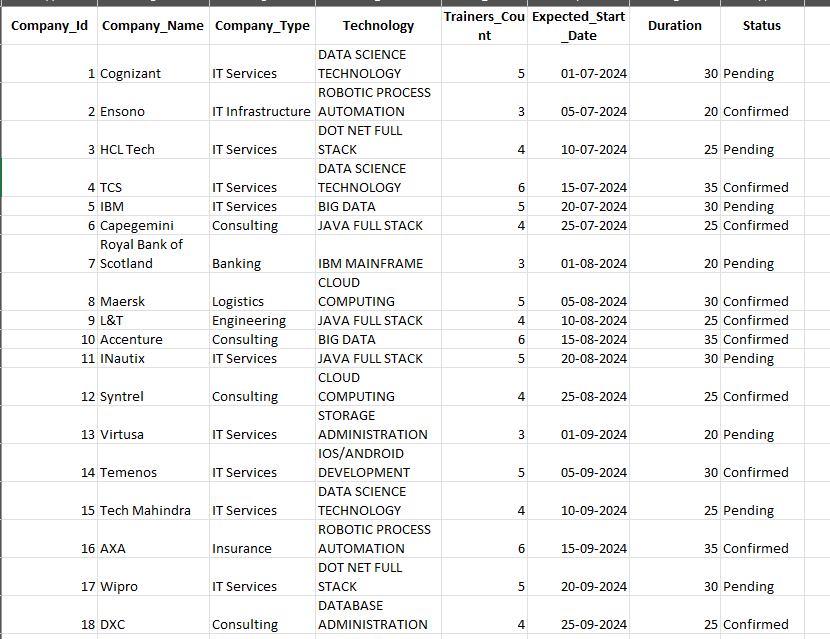 Company_Id Company_Name Company_Type Technology Trainers_Cou
nt Expected_Start
_Date Duration Status
1 Cognizant IT Services DATA SCIENCE
TECHNOLOGY 5 01-07-2024 30 Pending
2 Ensono IT Infrastructure ROBOTIC PROCESS
AUTOMATION 3 05-07-2024 20 Confirmed
3 HCL Tech IT Services DOT NET FULL
STACK 4 10-07-2024 25 Pending
4 TCS IT Services DATA SCIENCE
TECHNOLOGY 6 15-07-2024 35 Confirmed
5 IBM IT Services BIG DATA 5 20-07-2024 30 Pending
6 Capegemini Consulting JAVA FULL STACK 4 25-07-2024 25 Confirmed
7 Royal Bank of
Scotland Banking IBM MAINFRAME 3 01-08-2024 20 Pending
8 Maersk Logistics CLOUD
COMPUTING 5 05-08-2024 30 Confirmed
9 L&T Engineering JAVA FULL STACK 4 10-08-2024 25 Confirmed
10 Accenture Consulting BIG DATA 6 15-08-2024 35 Confirmed
11 INautix IT Services JAVA FULL STACK 5 20-08-2024 30 Pending
12 Syntrel Consulting CLOUD
COMPUTING 4 25-08-2024 25 Confirmed
13 Virtusa IT Services STORAGE
ADMINISTRATION 3 01-09-2024 20 Pending
14 Temenos IT Services IOS/ANDROID
DEVELOPMENT 5 05-09-2024 30 Confirmed
15 Tech Mahindra IT Services DATA SCIENCE
TECHNOLOGY 4 10-09-2024 25 Pending
16 AXA Insurance ROBOTIC PROCESS
AUTOMATION 6 15-09-2024 35 Confirmed
17 Wipro IT Services DOT NET FULL
STACK 5 20-09-2024 30 Pending
18 DXC Consulting DATABASE
ADMINISTRATION 4 25-09-2024 25 Confirmed